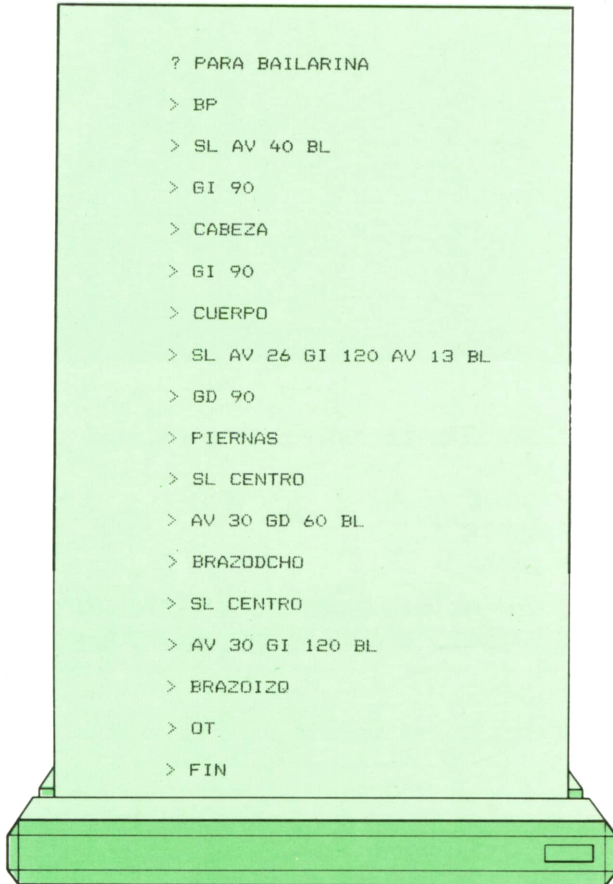 ? PARA BAILARINA
> BP
> SL AV 40 BL
> GI 90
> CABEZA
> GI 90
> CUERPO
> SL AV 26 GI 120 AV 13 BL
> GD 90
> PIERNAS
> SL CENTRO
> AV 30 GD 60 BL
> BRAZODCHO
> SL CENTRO
> AV 30 GI 120 BL
> BRAZOIZO
> OT
> FIN